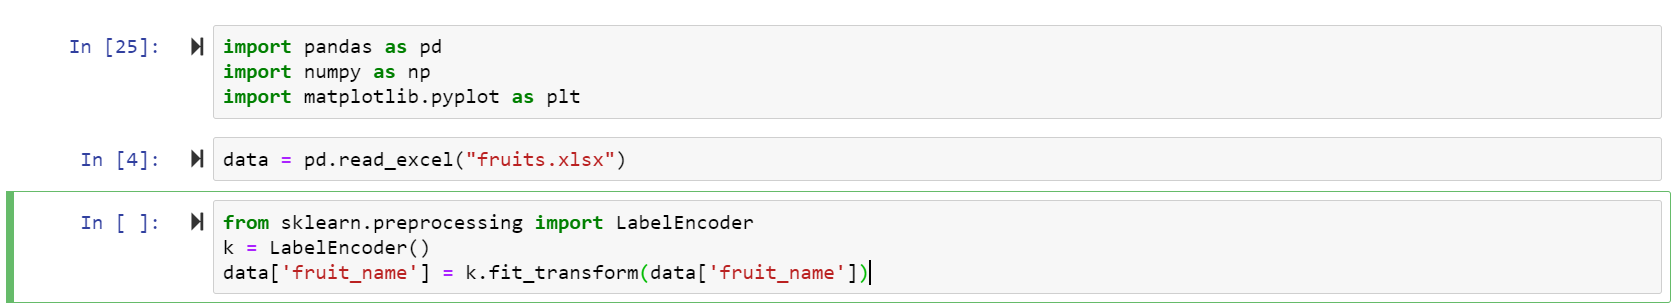 In [25]:
import pandas as pd
import numpy as np
import matplotlib.pyplot as plt
In [4]:
data = pd.read_excel("fruits.xlsx")
In [ ]:
from sklearn.preprocessing import LabelEncoder
k = LabelEncoder()
data['fruit_name'] = k.fit_transform(data['fruit_name'])